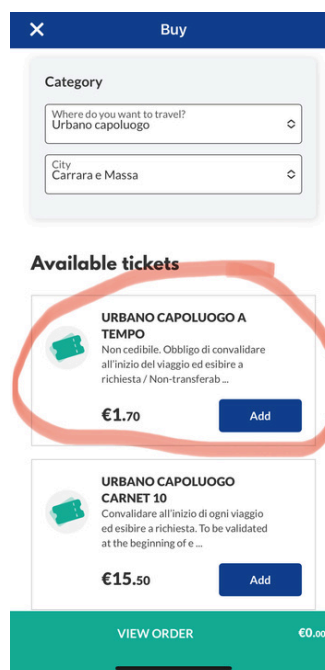 Buy
Category
Where do you want to travel?
Urbano capoluogo
City
Carrara e Massa
Available tickets
URBANO CAPOLUOGO A
TEMPO
Non cedibile. Obbligo di convalidare
all'inizio del viaggio ed esibire a
richiesta / Non-transferab ...
€1.70
Add
URBANO CAPOLUOGO
CARNET 10
Convalidare all'inizio di ogni viaggio
ed esibire a richiesta. To be validated
at the beginning of e ...
€15.50
Add
VIEW ORDER
€0.00